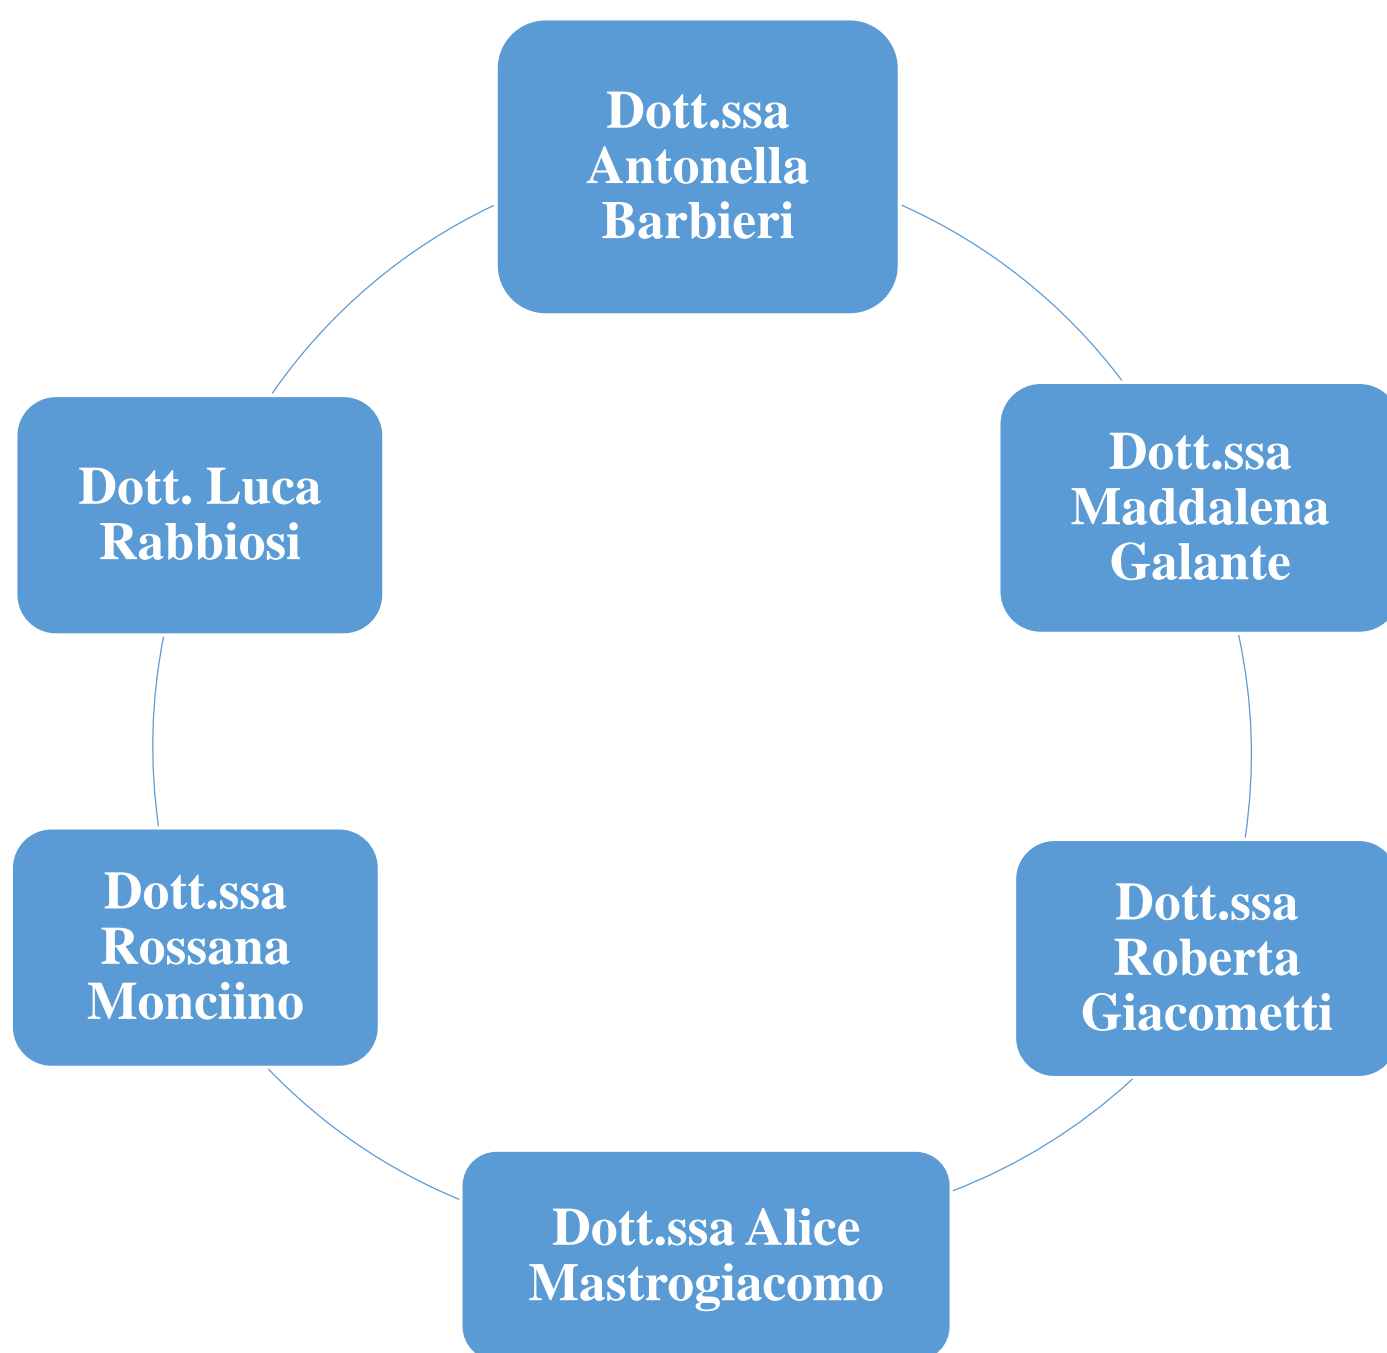 Dott.ssa
Antonella
Barbieri
Dott.ssa
Maddalena
Galante
Dott.ssa
Roberta
Giacometti
Dott.ssa Alice
Mastrogiacomo
Dott.ssa
Rossana
Monciino
Dott. Luca
Rabbiosi